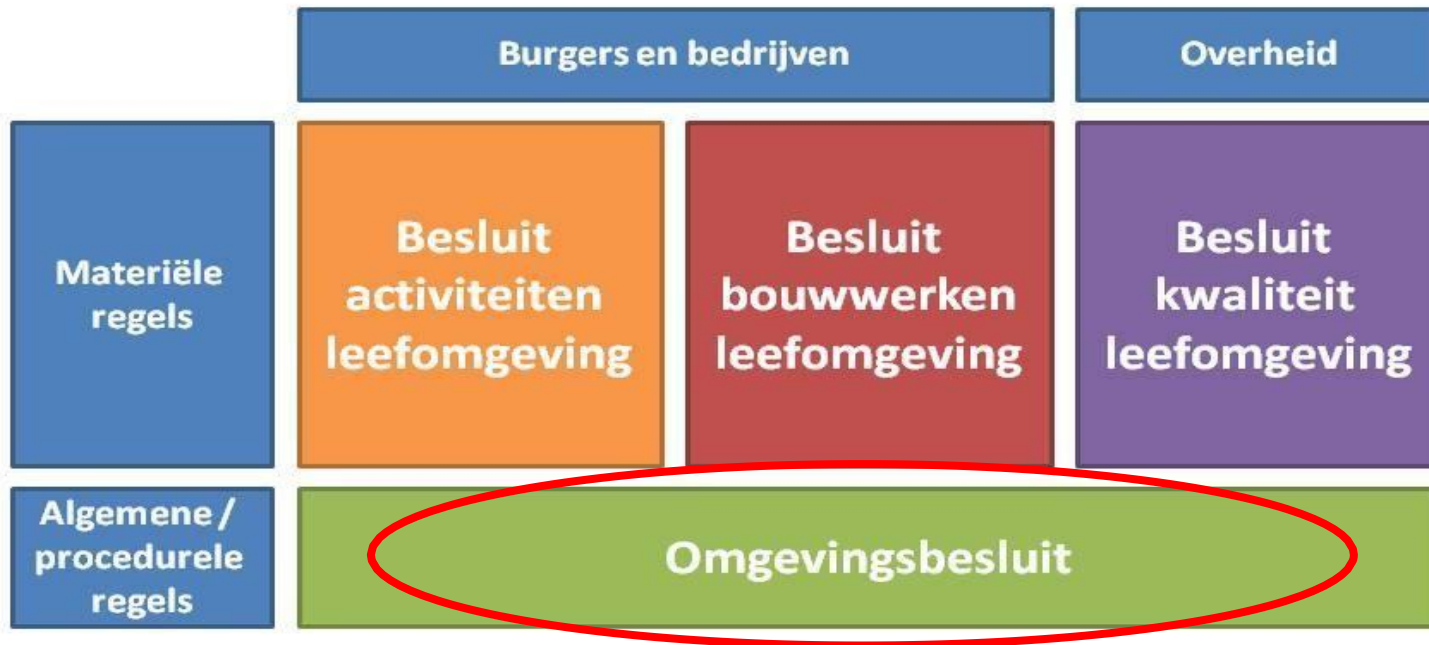 Burgers en bedrijven
Overheid
Materiële
regels
Besluit
activiteiten
leefomgeving
Besluit
bouwwerken
leefomgeving
Besluit
kwaliteit
leefomgeving
Algemene /
procedurele
regels
Omgevingsbesluit